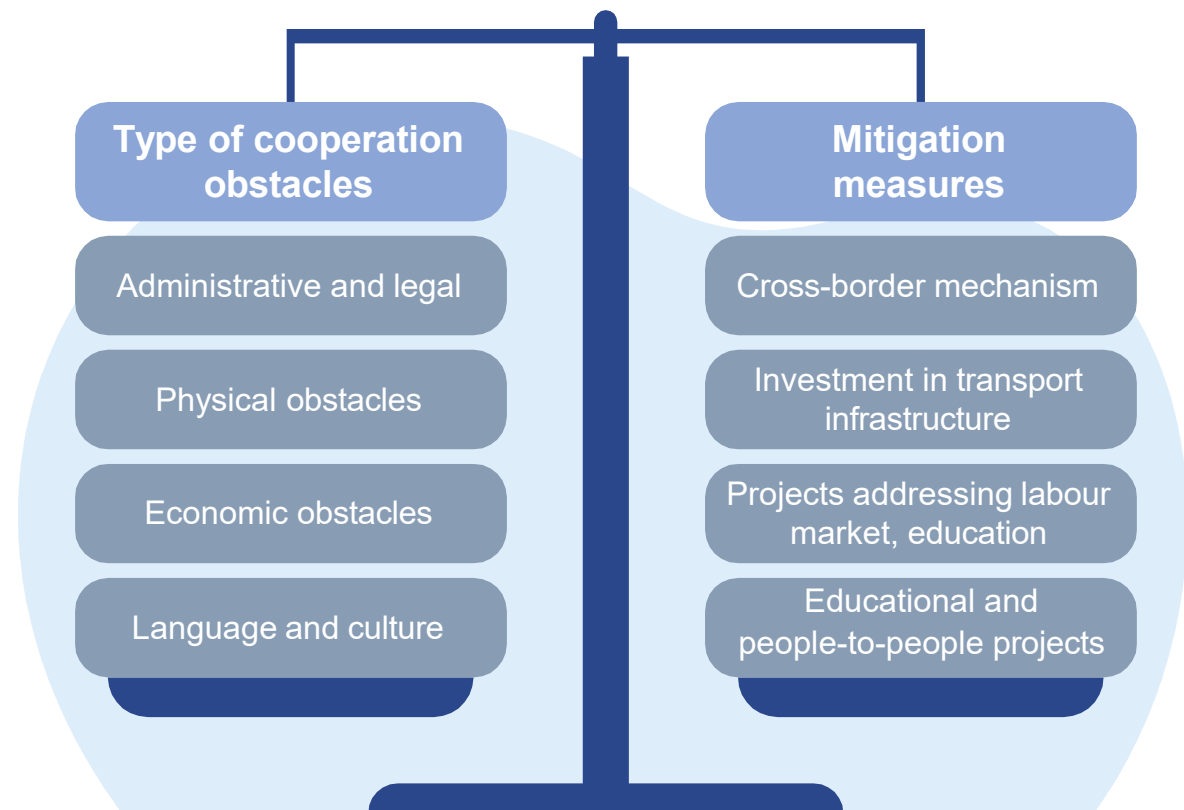 Type of cooperation
obstacles
Administrative and legal
Physical obstacles
Economic obstacles
Language and culture
Mitigation
measures
Cross-border mechanism
Investment in transport
infrastructure
Projects addressing labour
market, education
Educational and
people-to-people projects